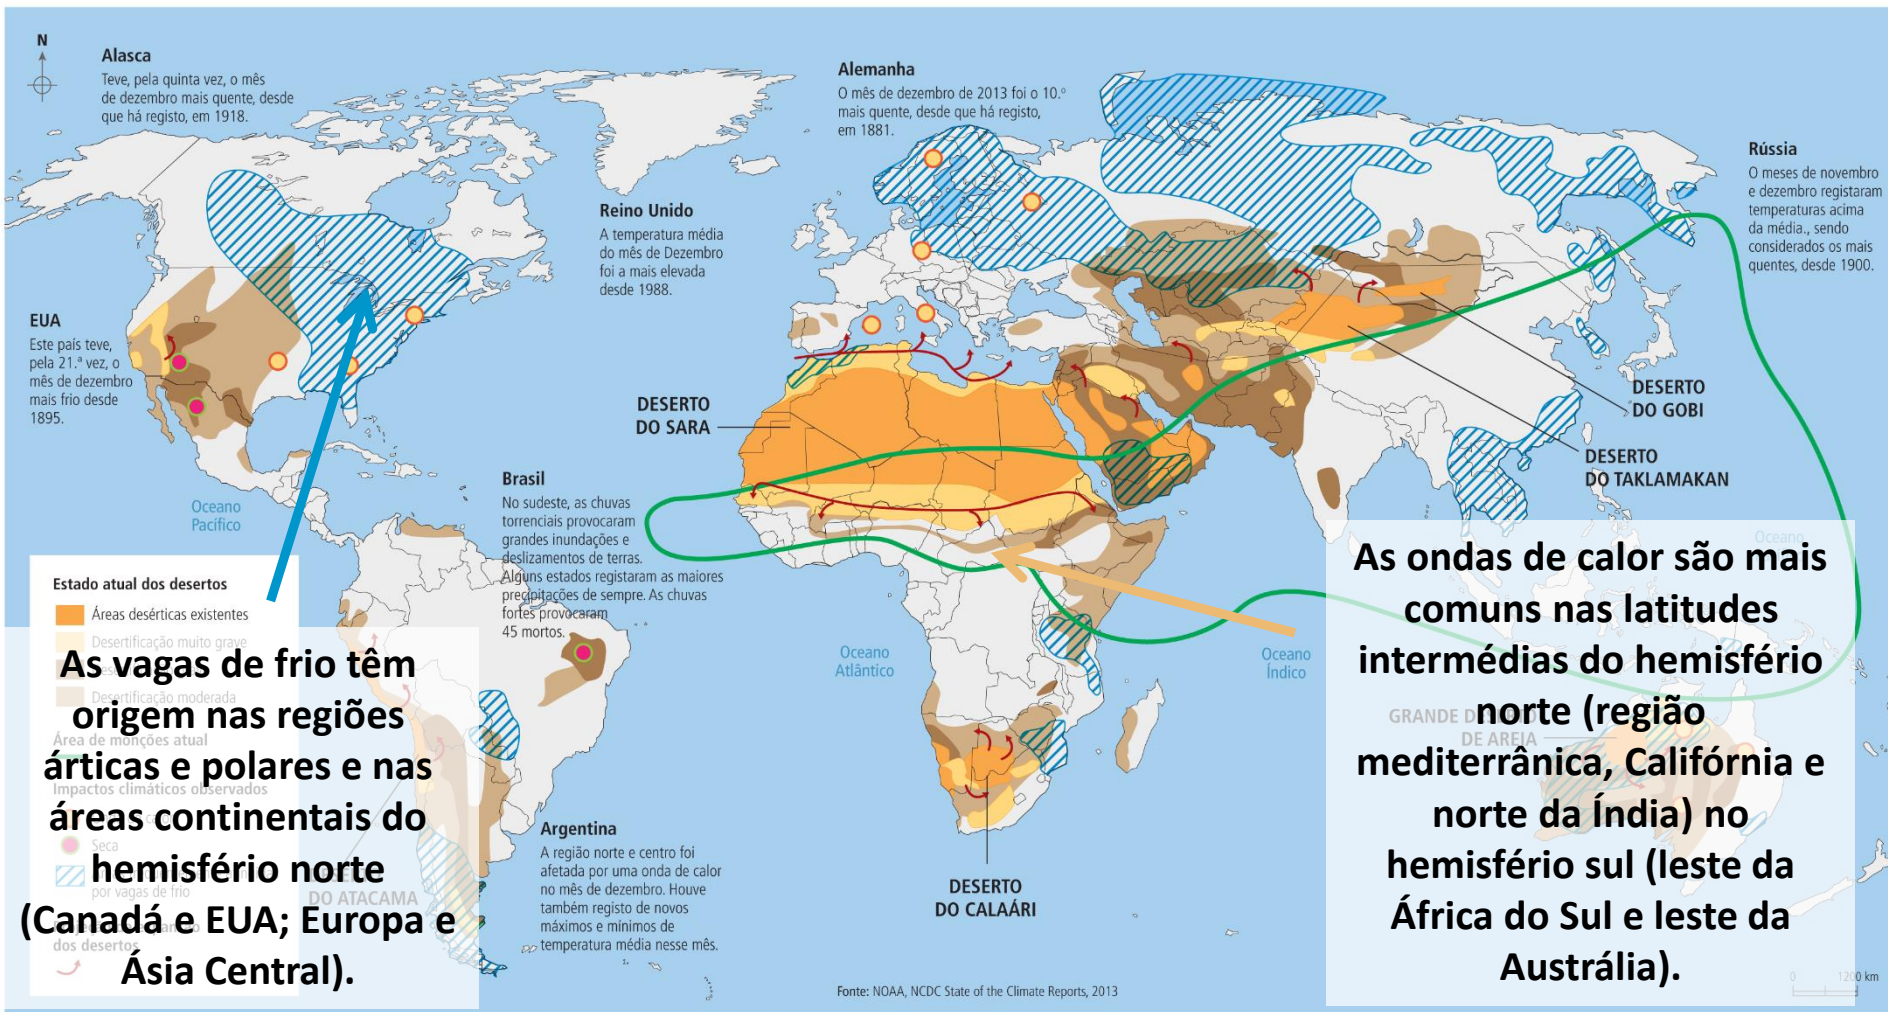 N
Alasca
Teve, pela quinta vez, o mês
de dezembro mais quente, desde
que há registo, em 1918.
Alemanha
O mês de dezembro de 2013 foi o 10.º
mais quente, desde que há registo,
em 1881.
Rússia
O meses de novembro
e dezembro registaram
temperaturas acima
da média., sendo
considerados os mais
quentes, desde 1900.
Reino Unido
A temperatura média
do mês de Dezembro
foi a mais elevada
desde 1988.
EUA
Este país teve,
pela 21.ª vez, o
mês de dezembro
mais frio desde
1895.
DESERTO
DO SARA
DESERTO
DO GOBI
DESERTO
DO TAKLAMAKAN
Oceano
Pacífico
Brasil
No sudeste, as chuvas
torrenciais provocaram
grandes inundações e
deslizamentos de terras.
Alguns estados registaram as maiores
precipitações de sempre. As chuvas
fortes provocaram
45 mortos.
Oceano
Atlântico
Oceano
Índico
Oceano
Estado atual dos desertos
Áreas desérticas existentes
Desertificação muito grave
Desertificação moderada
Área de monções atual
Impactos climáticos observados
Seca
por vagas de frio
dos desertos
As vagas de frio têm
origem nas regiões
árticas e polares e nas
áreas continentais do
hemisfério norte
(Canadá e EUA; Europa e
Ásia Central).
DO ATACAMA
Argentina
A região norte e centro foi
afetada por uma onda de calor
no mês de dezembro. Houve
também registo de novos
máximos e mínimos de
temperatura média nesse mês.
DESERTO
DO CALAÁRI
GRANDE DESERTO
DE AREIA
As ondas de calor são mais
comuns nas latitudes
intermédias do hemisfério
norte (região
mediterrânica, Califórnia e
norte da Índia) no
hemisfério sul (leste da
África do Sul e leste da
Austrália).
Fonte: NOAA, NCDC State of the Climate Reports, 2013
0 1200 km